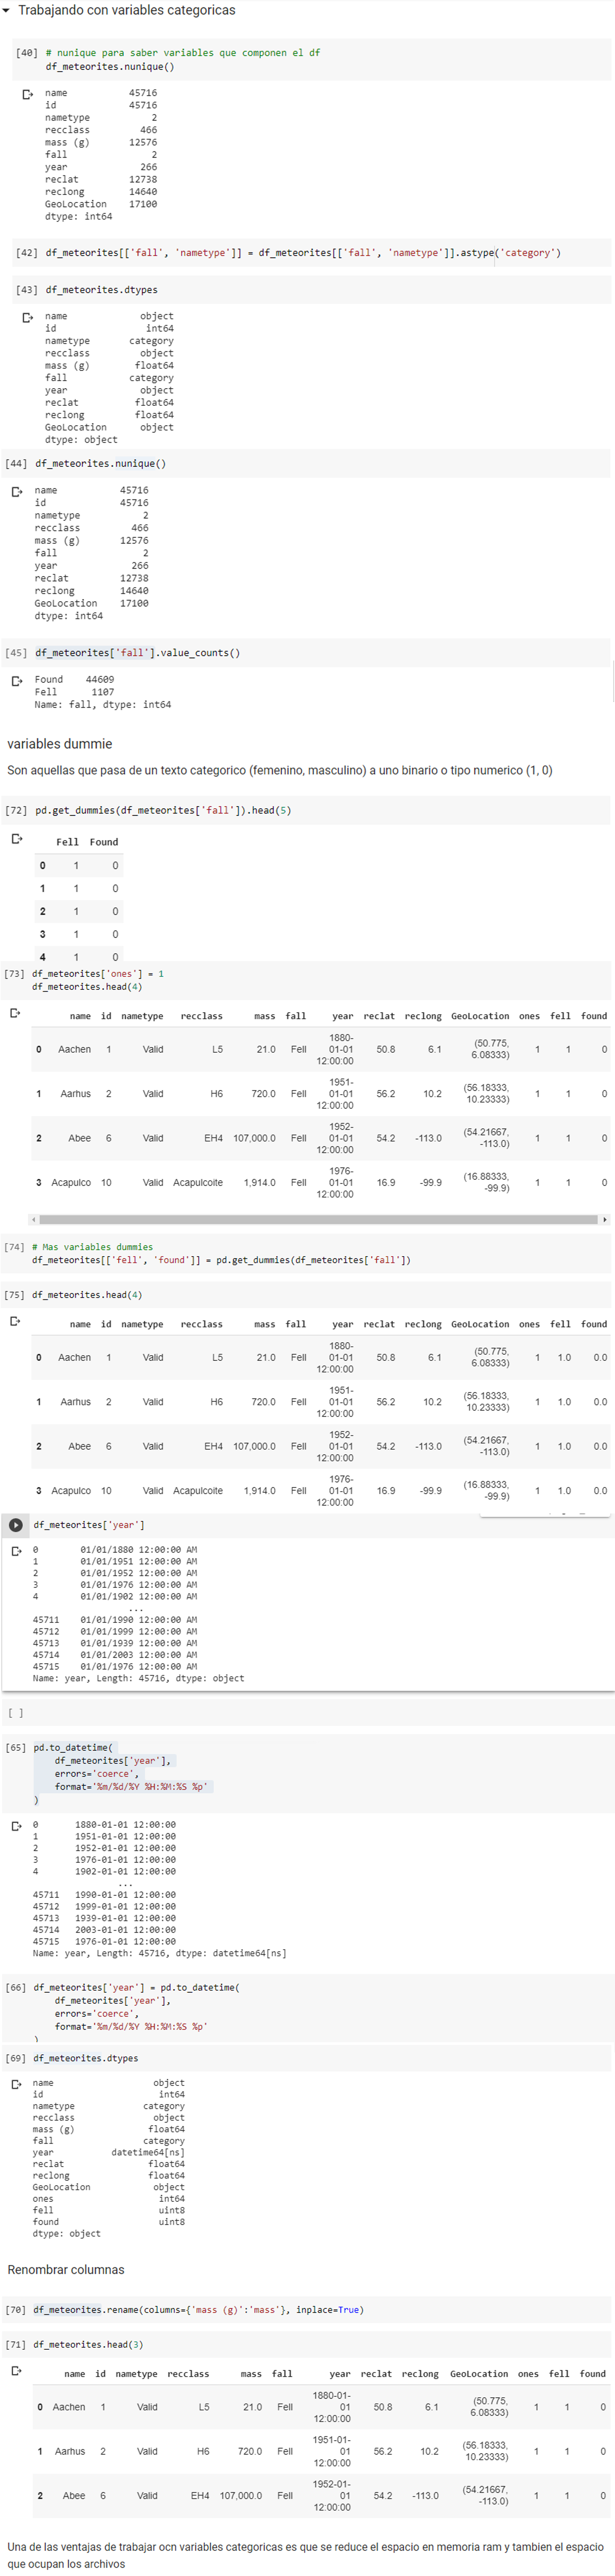 Trabajando con variables categoricas
[40] # nunique para saber variables que componen el df
df_meteorites.nunique()
name 45716
id 45716
nametype 2
recclass 466
mass (g) 12576
fall 2
year 266
reclat 12738
reclong 14640
GeoLocation 17100
dtype: int64
[42] df_meteorites[['fall', 'nametype']] = df_meteorites[['fall', 'nametype']].astype('category')
[43] df_meteorites.dtypes
name object
id int64
nametype category
recclass object
mass (g) float64
fall category
year object
reclat float64
reclong float64
GeoLocation object
dtype: object
[44] df_meteorites.nunique()
name 45716
id 45716
nametype 2
recclass 466
mass (g) 12576
fall 2
year 266
reclat 12738
reclong 14640
GeoLocation 17100
dtype: int64
[45] df_meteorites['fall'].value_counts()
Found 44609
Fell 1107
Name: fall, dtype: int64
variables dummie
Son aquellas que pasa de un texto categorico (femenino, masculino) a uno binario o tipo numerico (1, 0)
[72] pd.get_dummies(df_meteorites['fall']).head(5)
Fell Found
0 1 0
1 1 0
2 1 0
3 1 0
4 1 0
[73] df_meteorites['ones'] = 1
df_meteorites.head(4)
name id nametype recclass mass fall year reclat reclong GeoLocation ones fell found
0 Aachen 1 Valid L5 21.0 Fell 1880-01-01 12:00:00 50.8 6.1 (50.775, 6.08333) 1 1 0
1 Aarhus 2 Valid H6 720.0 Fell 1951-01-01 12:00:00 56.2 10.2 (56.18333, 10.23333) 1 1 0
2 Abee 6 Valid EH4 107,000.0 Fell 1952-01-01 12:00:00 54.2 -113.0 (54.21667, -113.0) 1 1 0
3 Acapulco 10 Valid Acapulcoite 1,914.0 Fell 1976-01-01 12:00:00 16.9 -99.9 (16.88333, -99.9) 1 1 0
[74] # Mas variables dummies
df_meteorites[['fell', 'found']] = pd.get_dummies(df_meteorites['fall'])
[75] df_meteorites.head(4)
name id nametype recclass mass fall year reclat reclong GeoLocation ones fell found
0 Aachen 1 Valid L5 21.0 Fell 1880-01-01 12:00:00 50.8 6.1 (50.775, 6.08333) 1 1.0 0.0
1 Aarhus 2 Valid H6 720.0 Fell 1951-01-01 12:00:00 56.2 10.2 (56.18333, 10.23333) 1 1.0 0.0
2 Abee 6 Valid EH4 107,000.0 Fell 1952-01-01 12:00:00 54.2 -113.0 (54.21667, -113.0) 1 1.0 0.0
3 Acapulco 10 Valid Acapulcoite 1,914.0 Fell 1976-01-01 12:00:00 16.9 -99.9 (16.88333, -99.9) 1 1.0 0.0
df_meteorites['year']
0 01/01/1880 12:00:00 AM
1 01/01/1951 12:00:00 AM
2 01/01/1952 12:00:00 AM
3 01/01/1976 12:00:00 AM
4 01/01/1902 12:00:00 AM
...
45711 01/01/1990 12:00:00 AM
45712 01/01/1999 12:00:00 AM
45713 01/01/1939 12:00:00 AM
45714 01/01/2003 12:00:00 AM
45715 01/01/1976 12:00:00 AM
Name: year, Length: 45716, dtype: object
[ ]
[65] pd.to_datetime(
df_meteorites['year'],
errors='coerce',
format='%m/%d/%Y %H:%M:%S %p'
)
0 1880-01-01 12:00:00
1 1951-01-01 12:00:00
2 1952-01-01 12:00:00
3 1976-01-01 12:00:00
4 1902-01-01 12:00:00
...
45711 1990-01-01 12:00:00
45712 1999-01-01 12:00:00
45713 1939-01-01 12:00:00
45714 2003-01-01 12:00:00
45715 1976-01-01 12:00:00
Name: year, Length: 45716, dtype: datetime64[ns]
[66] df_meteorites['year'] = pd.to_datetime(
df_meteorites['year'],
errors='coerce',
format='%m/%d/%Y %H:%M:%S %p'
)
[69] df_meteorites.dtypes
name object
id int64
nametype category
recclass object
mass (g) float64
fall category
year datetime64[ns]
reclat float64
reclong float64
GeoLocation object
ones int64
fell uint8
found uint8
dtype: object
Renombrar columnas
[70] df_meteorites.rename(columns={'mass (g)':'mass'}, inplace=True)
[71] df_meteorites.head(3)
name id nametype recclass mass fall year reclat reclong GeoLocation ones fell found
0 Aachen 1 Valid L5 21.0 Fell 1880-01-01 12:00:00 50.8 6.1 (50.775, 6.08333) 1 1 0
1 Aarhus 2 Valid H6 720.0 Fell 1951-01-01 12:00:00 56.2 10.2 (56.18333, 10.23333) 1 1 0
2 Abee 6 Valid EH4 107,000.0 Fell 1952-01-01 12:00:00 54.2 -113.0 (54.21667, -113.0) 1 1 0
Una de las ventajas de trabajar ocn variables categoricas es que se reduce el espacio en memoria ram y tambien el espacio
que ocupan los archivos